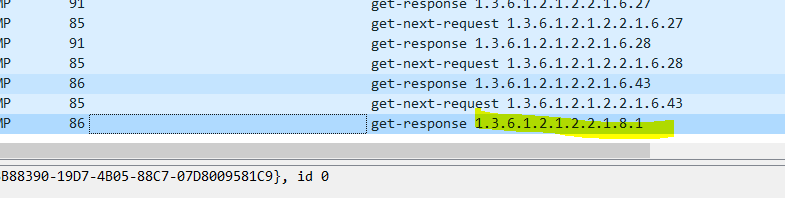 MP 91 get-response 1.3.6.1.2.1.2.2.1.6.27
MP 85 get-next-request 1.3.6.1.2.1.2.2.1.6.27
MP 91 get-response 1.3.6.1.2.1.2.2.1.6.28
MP 85 get-next-request 1.3.6.1.2.1.2.2.1.6.28
MP 86 get-response 1.3.6.1.2.1.2.2.1.6.43
MP 85 get-next-request 1.3.6.1.2.1.2.2.1.6.43
MP 86 get-response 1.3.6.1.2.1.2.2.1.8.1
B88390-19D7-4B05-88C7-07D8009581C9}, id 0